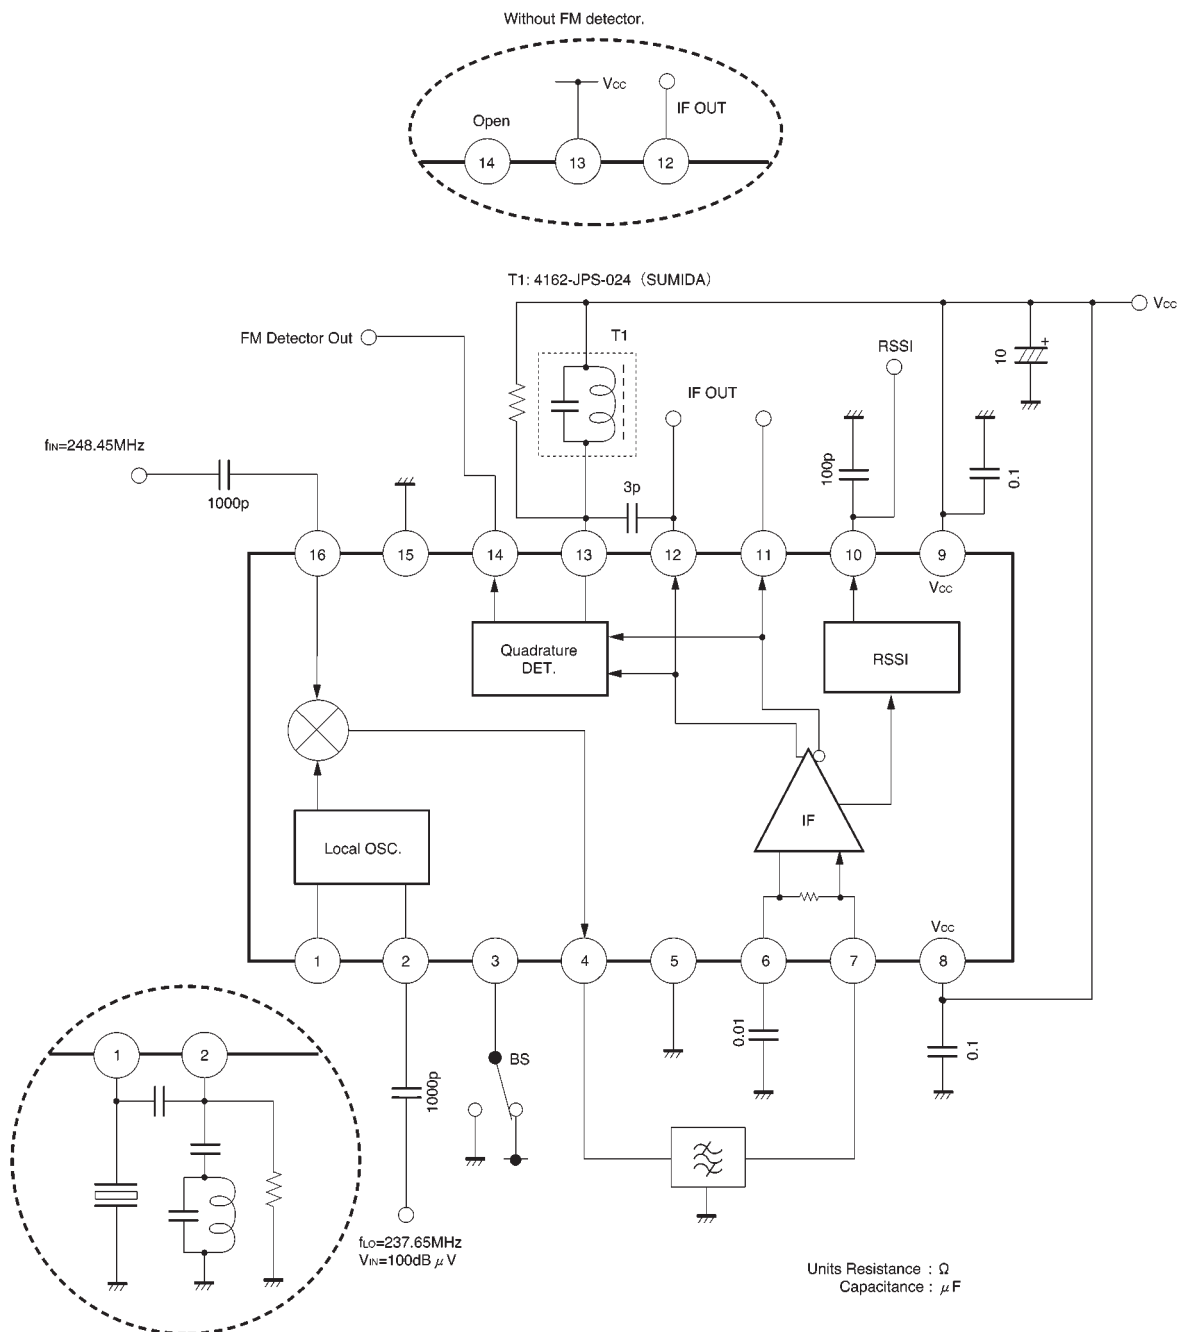 Without FM detector.
Vcc
IF OUT
Open
14
13
12
T1: 4162-JPS-024 (SUMIDA)
Vcc
FM Detector Out
T1
RSSI
10
+
IF OUT
fIN=248.45MHz
1000p
100p
0.1
3p
16
15
14
13
12
11
10
9
Vcc
Quadrature
DET.
RSSI
IF
Local OSC.
Vcc
1
2
3
4
5
6
7
8
1
2
1000p
BS
0.01
0.1
fLO=237.65MHz
VIN=100dB μV
Units Resistance : Ω
Capacitance : μF